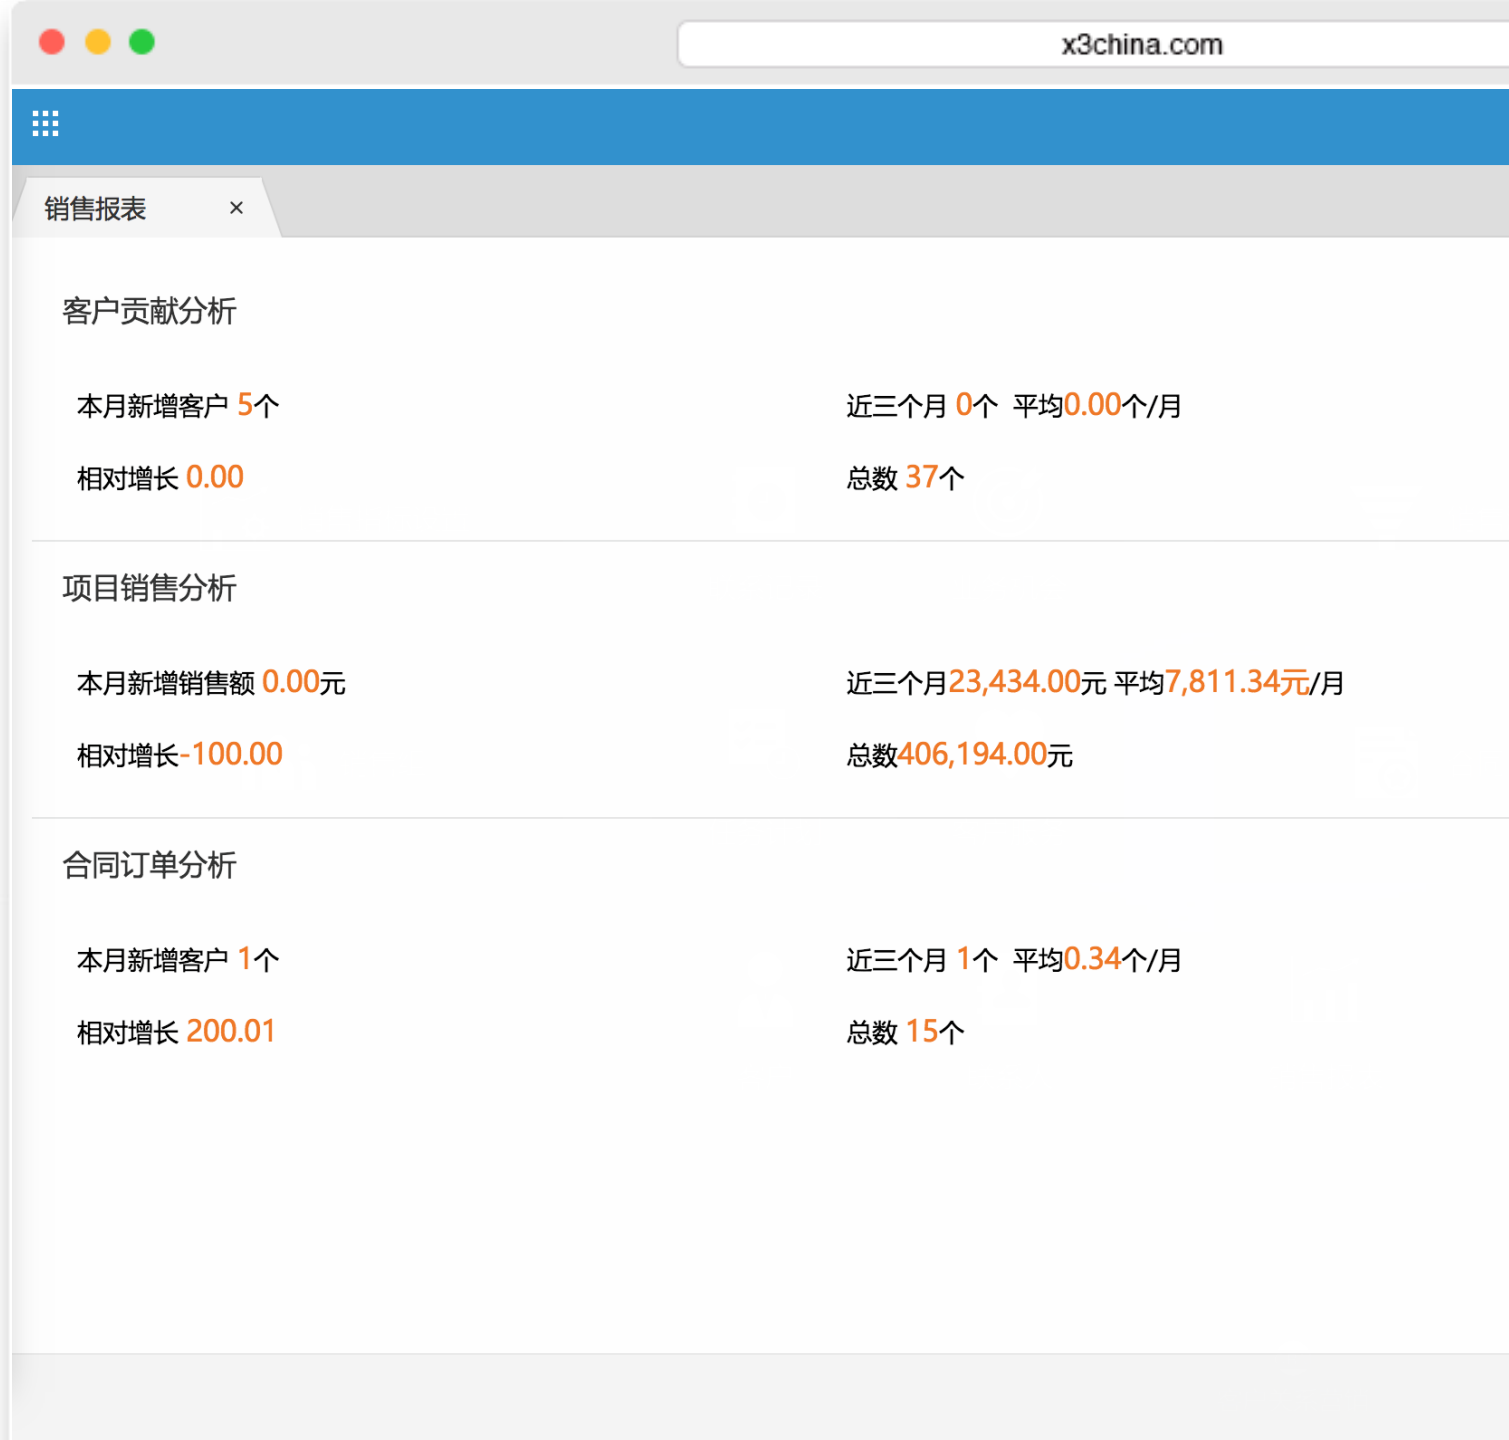 x3china.com
销售报表 ×
客户贡献分析
本月新增客户 5个 近三个月 0个 平均0.00个/月
相对增长 0.00 总数 37个
项目销售分析
本月新增销售额 0.00元 近三个月23,434.00元 平均7,811.34元/月
相对增长-100.00 总数406,194.00元
合同订单分析
本月新增客户 1个 近三个月 1个 平均0.34个/月
相对增长 200.01 总数 15个